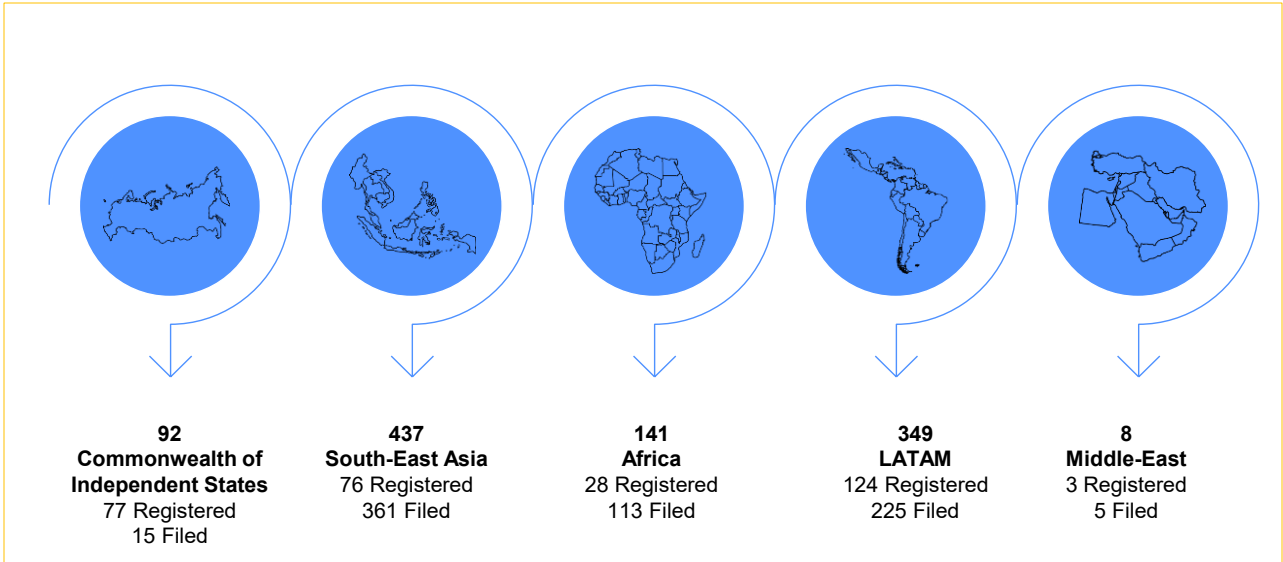 92
Commonwealth of
Independent States
77 Registered
15 Filed
437
South-East Asia
76 Registered
361 Filed
141
Africa
28 Registered
113 Filed
349
LATAM
124 Registered
225 Filed
8
Middle-East
3 Registered
5 Filed